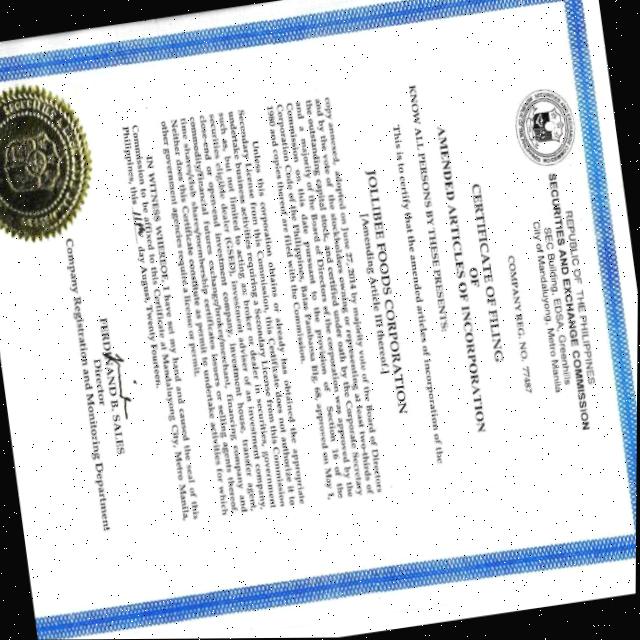 REPUBLIC OF THE PHILIPPINES
SECURITIES AND EXCHANGE COMMISSION
SEC Building, EDSA, Greenhills
City of Mandaluyong, Metro Manila
COMPANY REG. NO. 77487
CERTIFICATE OF FILING
OF
AMENDED ARTICLES OF INCORPORATION
KNOW ALL PERSONS BY THESE PRESENTS:
This is to certify that the amended articles of incorporation of the
JOLLIBEE FOODS CORPORATION
[Amending Article III thereof.]
copy annexed, adopted on June 27, 2014 by majority vote of the Board of Directors
and by the vote of the stockholders owning or representing at least two-thirds of
the outstanding capital stock, and certified under oath by the Corporate Secretary
and a majority of the Board of Directors of the corporation was approved by the
Commission on this date pursuant to the provision of Section 16 of the
Corporation Code of the Philippines, Batas Pambansa Blg. 68, approved on May 1,
1980 and copies thereof are filed with the Commission.
Unless this corporation obtains or already has obtained the appropriate
Secondary License from this Commission, this Certificate does not authorize it to
undertake business activities requiring a Secondary License from this Commission
such as, but not limited to acting as: broker or dealer in securities, government
securities eligible dealer (GSED), investment adviser of an investment company,
close-end or open-end investment company, investment house, transfer agent,
commodity/financial futures exchange/broker/merchant, financing company and
time shares/club shares/membership certificates issuers or selling agents thereof.
Neither does this Certificate constitute as permit to undertake activities for which
other government agencies require a license or permit.
IN WITNESS WHEREOF, I have set my hand and caused the seal of this
Commission to be affixed to this Certificate at Mandaluyong City, Metro Manila,
Philippines, this 11th day August, Twenty Fourteen.
FERDINAND B. SALES
Director
Company Registration and Monitoring Department